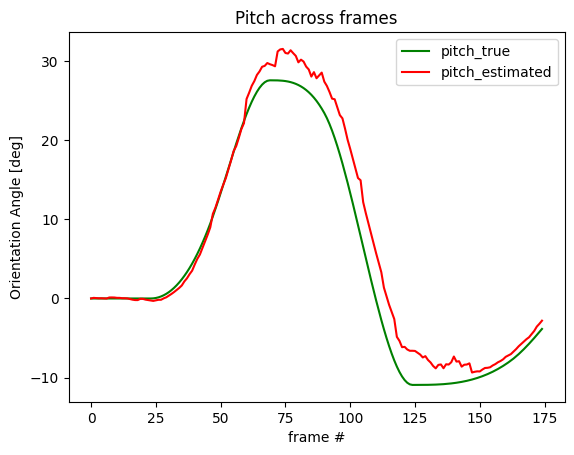 Pitch across frames
pitch_true
pitch_estimated
Orientation Angle [deg]
30
20
10
0
−10
0 25 50 75 100 125 150 175
frame #